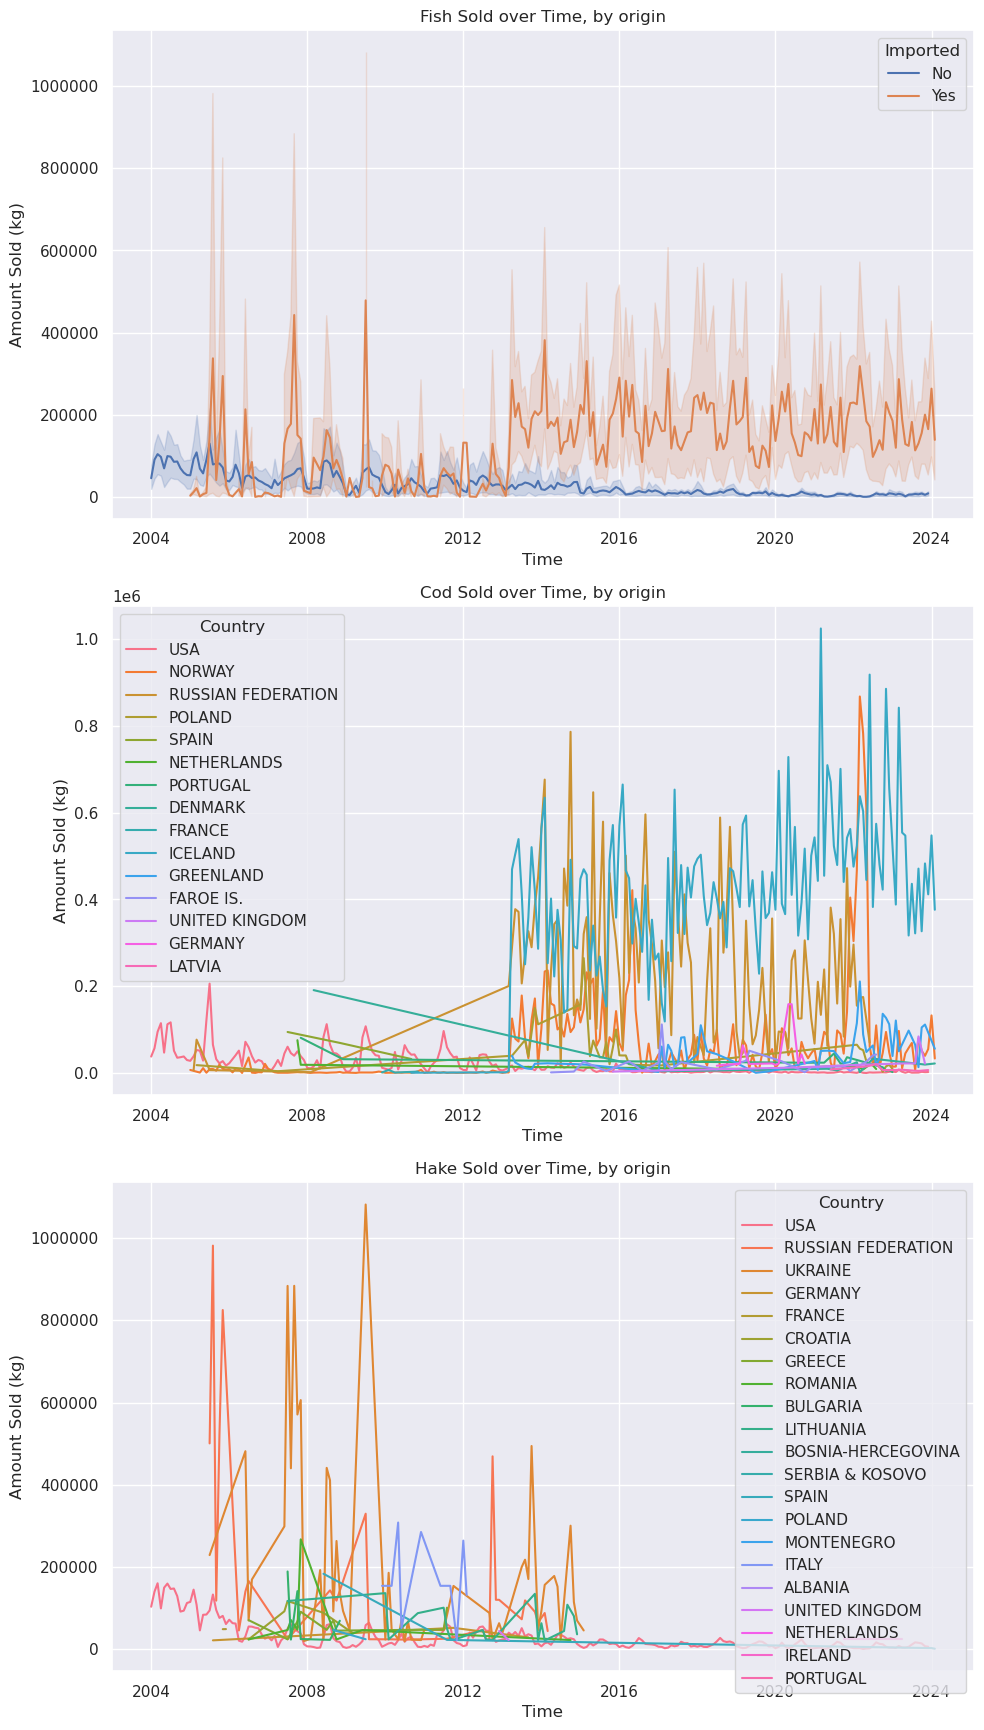 Fish Sold over Time, by origin
Amount Sold (kg)
1000000
800000
600000
400000
200000
0
Imported
No
Yes
2004 2008 2012 2016 2020 2024
Time
Cod Sold over Time, by origin
1e6
Amount Sold (kg)
1.0
0.8
0.6
0.4
0.2
0.0
Country
USA
NORWAY
RUSSIAN FEDERATION
POLAND
SPAIN
NETHERLANDS
PORTUGAL
DENMARK
FRANCE
ICELAND
GREENLAND
FAROE IS.
UNITED KINGDOM
GERMANY
LATVIA
2004 2008 2012 2016 2020 2024
Time
Hake Sold over Time, by origin
Amount Sold (kg)
1000000
800000
600000
400000
200000
0
Country
USA
RUSSIAN FEDERATION
UKRAINE
GERMANY
FRANCE
CROATIA
GREECE
ROMANIA
BULGARIA
LITHUANIA
BOSNIA-HERCEGOVINA
SERBIA & KOSOVO
SPAIN
POLAND
MONTENEGRO
ITALY
ALBANIA
UNITED KINGDOM
NETHERLANDS
IRELAND
PORTUGAL
2004 2008 2012 2016 2020 2024
Time